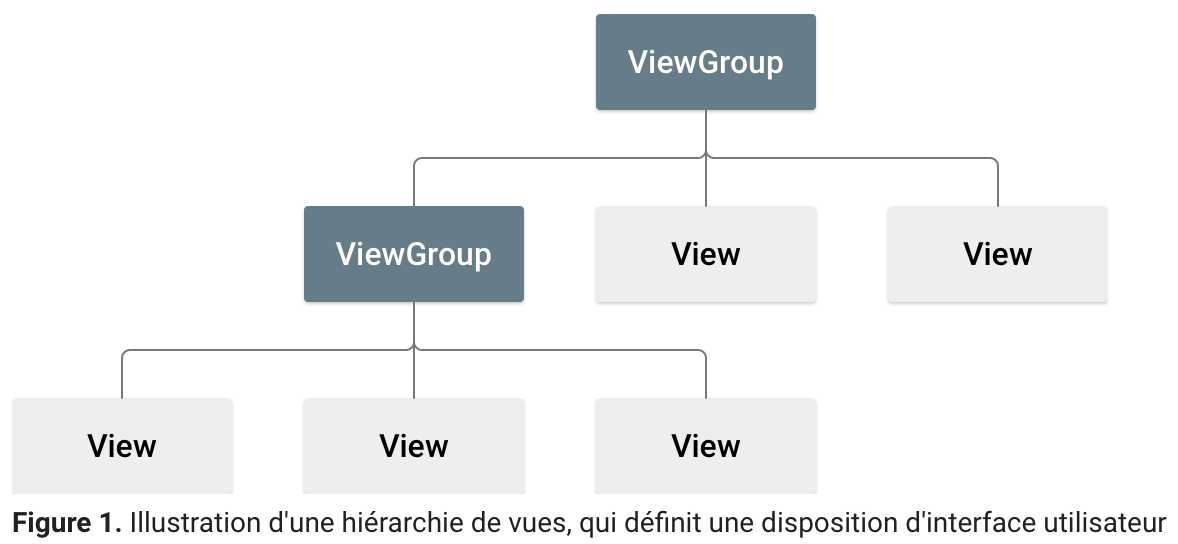 ViewGroup
ViewGroup
View
View
View
View
View
Figure 1. Illustration d'une hiérarchie de vues, qui définit une disposition d'interface utilisateur